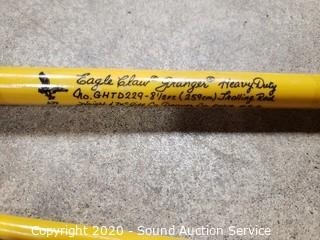 Eagle Claw® Granger® Heavy Duty
No. GHTD229-8½FT. (259cm) Trolling Rod
Copyright © 2020 - Sound Auction Service